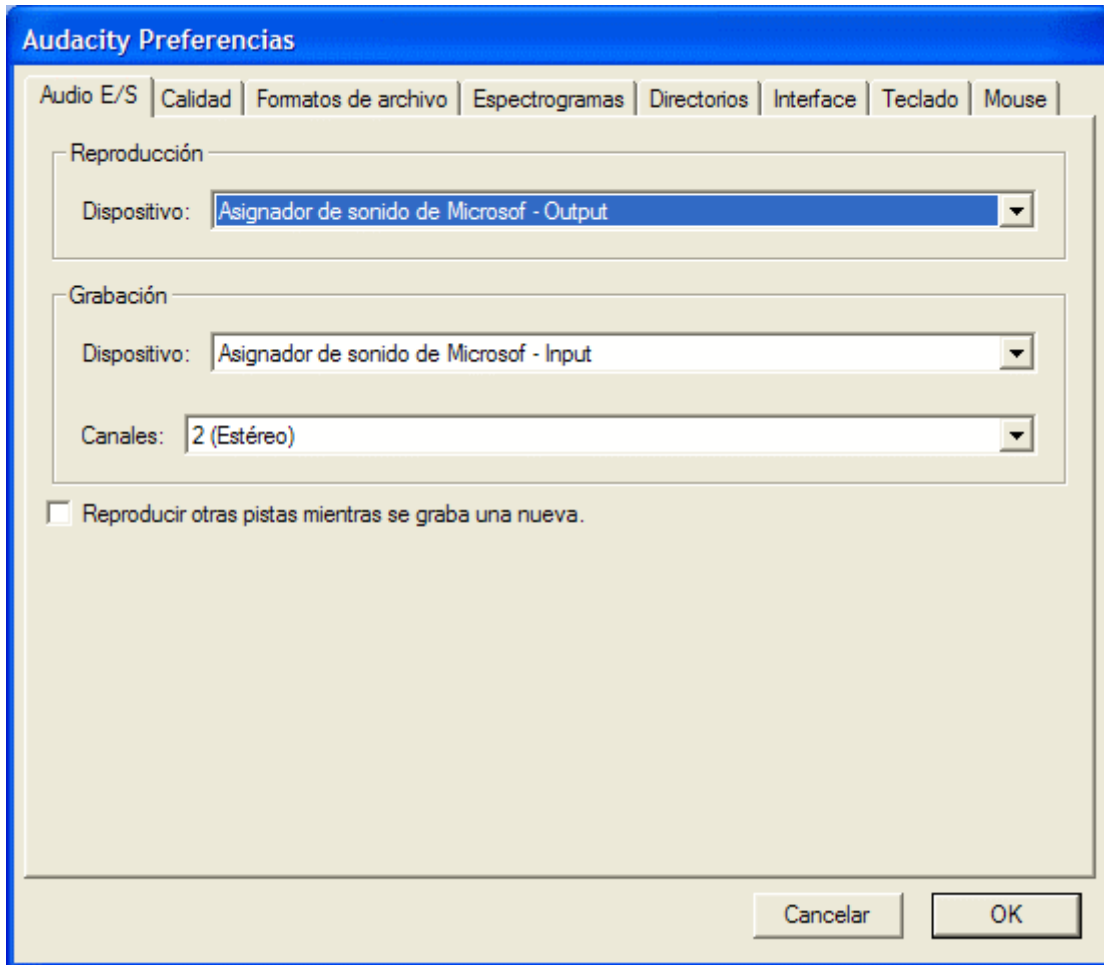 Audacity Preferencias
Audio E/S Calidad Formatos de archivo Espectrogramas Directorios Interface Teclado Mouse
Reproducción
Dispositivo: Asignador de sonido de Microsof - Output
Grabación
Dispositivo: Asignador de sonido de Microsof - Input
Canales: 2 (Estéreo)
Reproducir otras pistas mientras se graba una nueva.
Cancelar OK